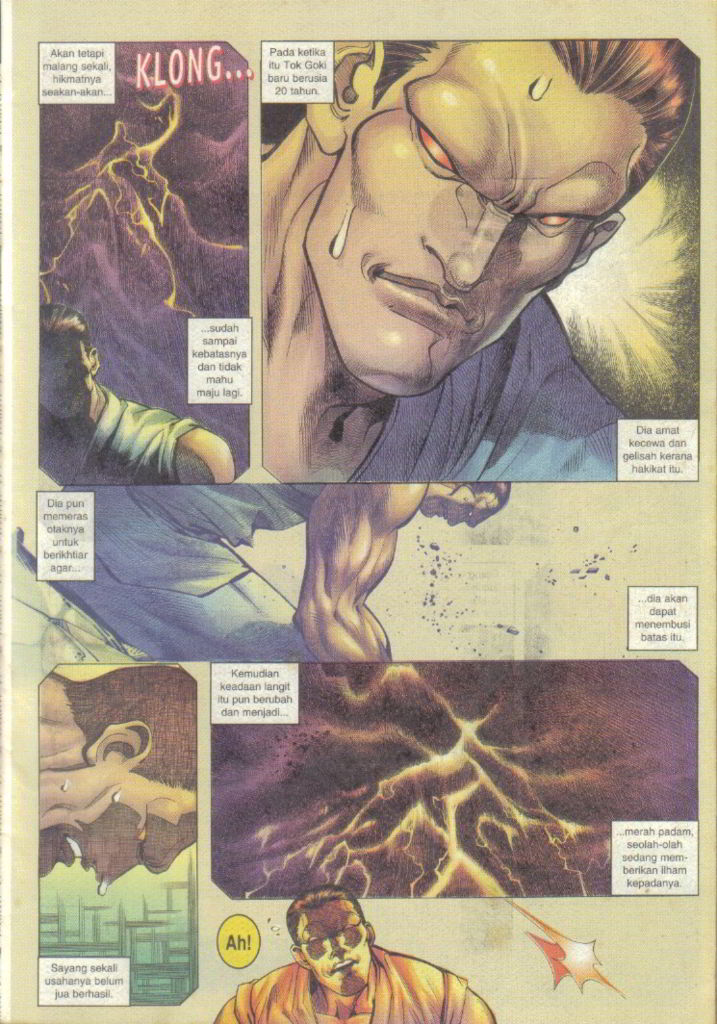 Akan tetapi
malang sekali,
hikmatnya
seakan-akan...
KLONG...
...sudah
sampai
kebatasnya
dan tidak
mahu
maju lagi.
Pada ketika
itu Tok Goki
baru berusia
20 tahun.
Dia amat
kecewa dan
gelisah kerana
hakikat itu.
Dia pun
memeras
otaknya
untuk
berikhtiar
agar...
...dia akan
dapat
menembusi
batas itu.
Sayang sekali
usahanya belum
jua berhasil.
Kemudian
keadaan langit
itu pun berubah
dan menjadi...
...merah padam,
seolah-olah
sedang mem-
berikan ilham
kepadanya.
Ah!